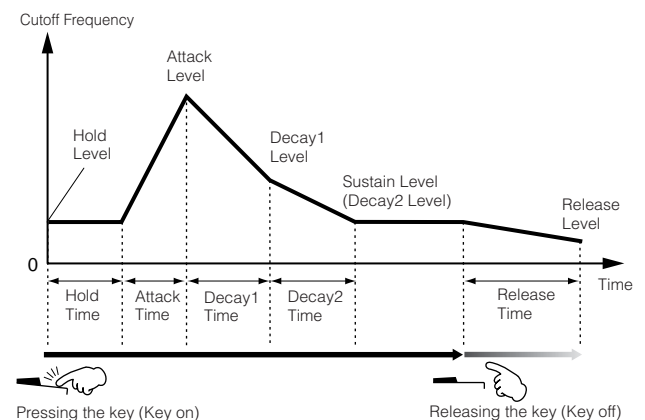 Cutoff Frequency
Attack
Level
Hold
Level
Decay1
Level
Sustain Level
(Decay2 Level)
Release
Level
0
Time
Hold
Time
Attack
Time
Decay1
Time
Decay2
Time
Release
Time
Pressing the key (Key on)
Releasing the key (Key off)